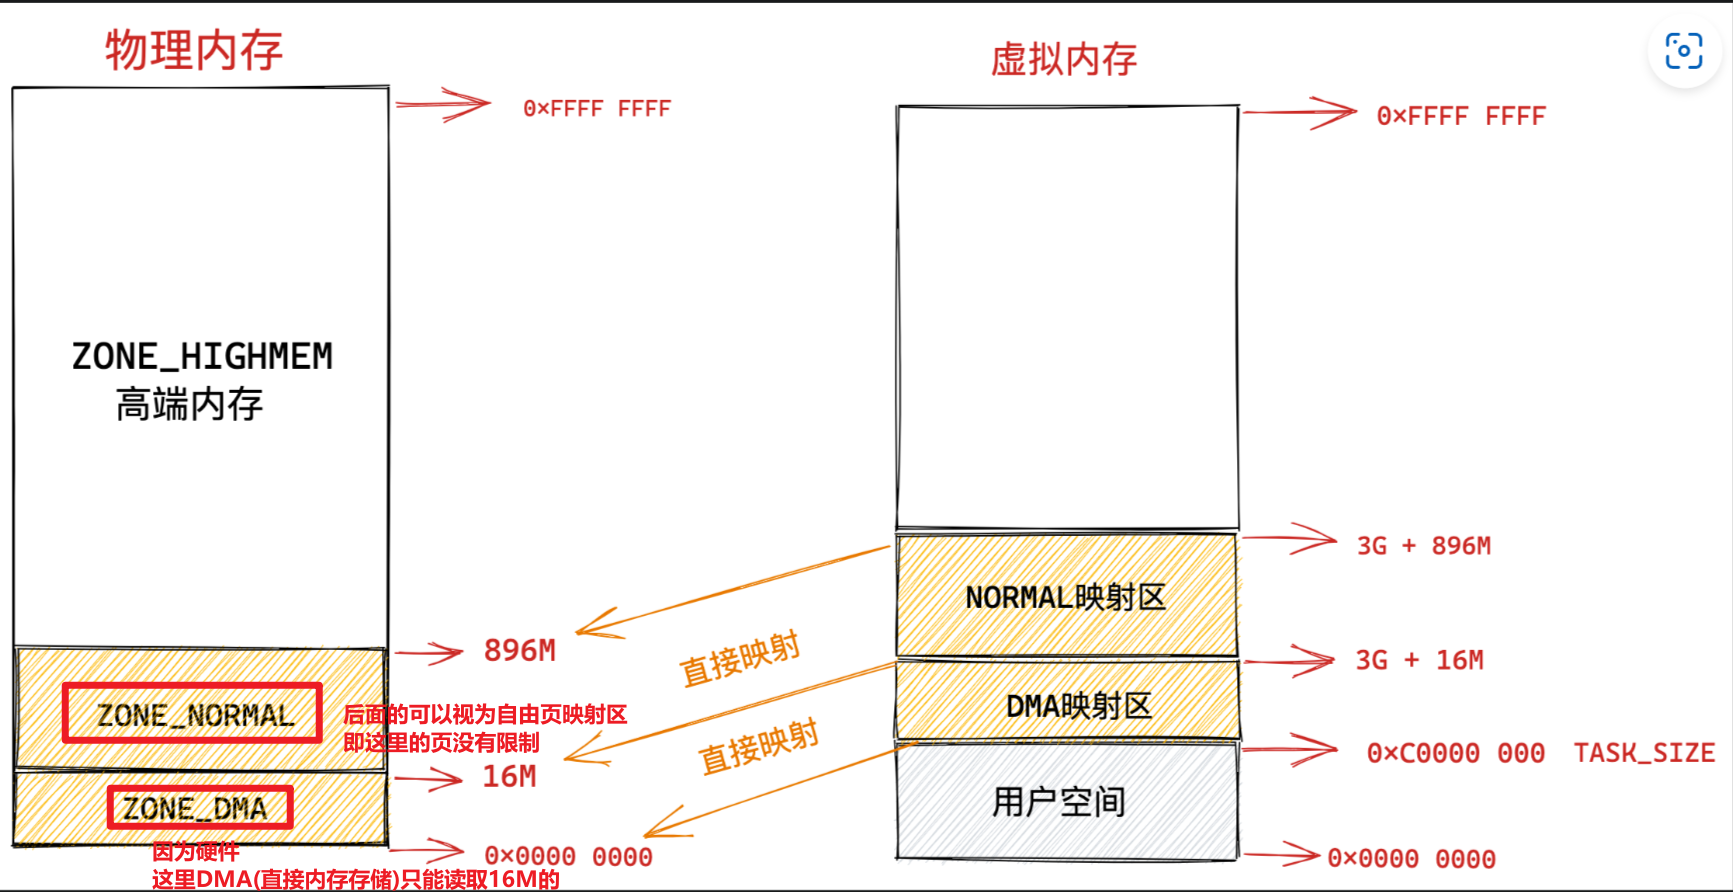 物理内存
0×FFFF FFFF
ZONE_HIGHMEM
高端内存
896M
ZONE_NORMAL
后面的可以视为自由页映射区
即这里的页没有限制
16M
ZONE_DMA
0×0000 0000
因为硬件
这里DMA(直接内存存储)只能读取16M的
直接映射
直接映射
虚拟内存
0×FFFF FFFF
3G + 896M
NORMAL映射区
3G + 16M
DMA映射区
0×C0000 000 TASK_SIZE
用户空间
0×0000 0000